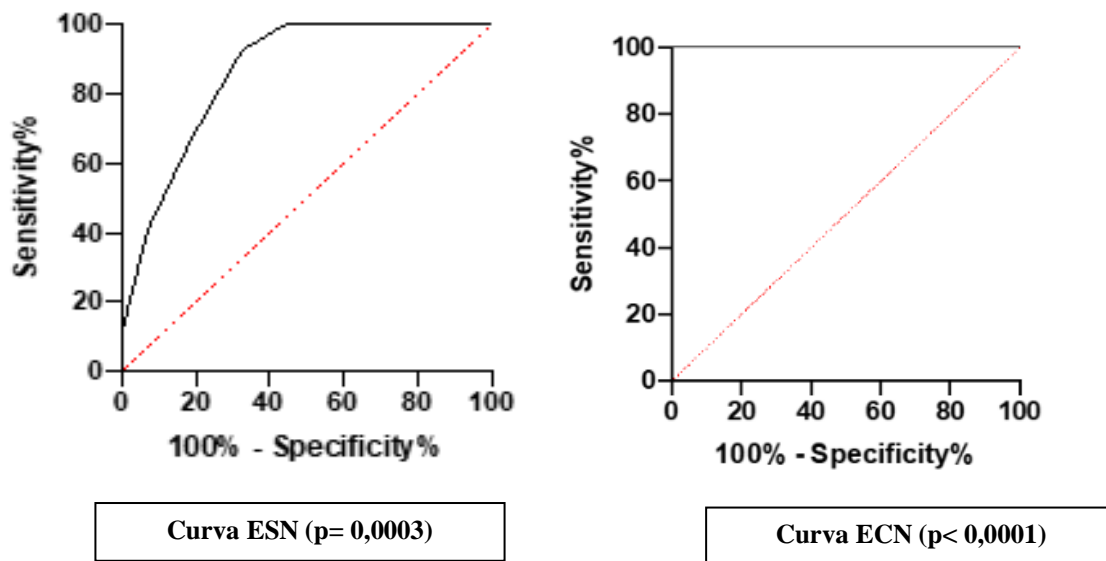 100
80
60
40
20
0
Sensitivity%
0 20 40 60 80 100
100% - Specificity%
Curva ESN (p= 0,0003)
100
80
60
40
20
0
Sensitivity%
0 20 40 60 80 100
100% - Specificity%
Curva ECN (p< 0,0001)